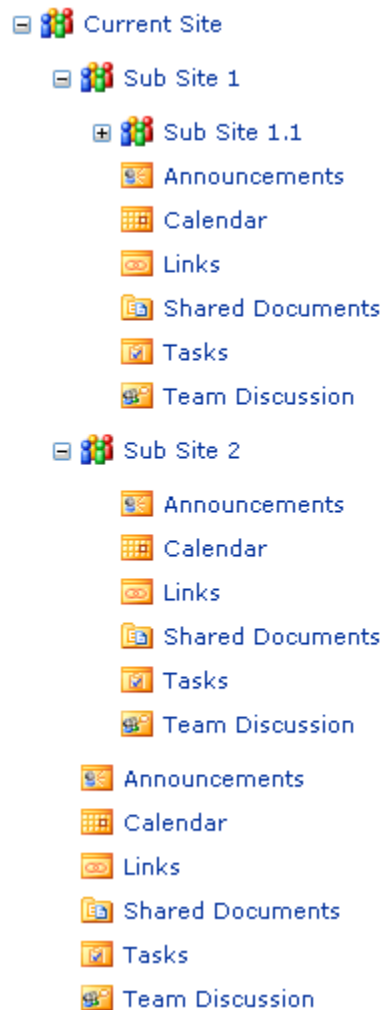 Current Site
Sub Site 1
Sub Site 1.1
Announcements
Calendar
Links
Shared Documents
Tasks
Team Discussion
Sub Site 2
Announcements
Calendar
Links
Shared Documents
Tasks
Team Discussion
Announcements
Calendar
Links
Shared Documents
Tasks
Team Discussion